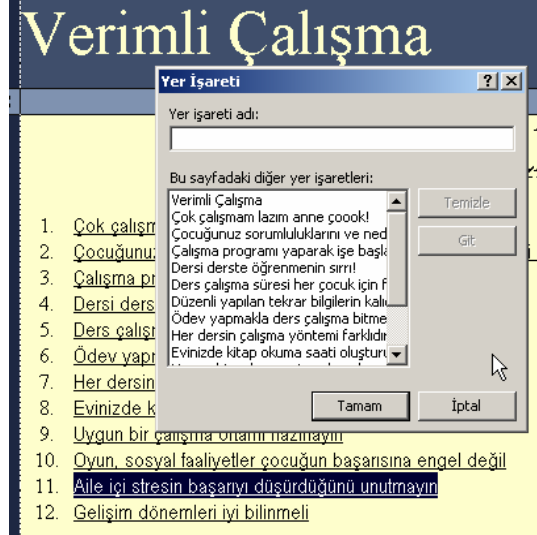 Verimli Çalışma
Yer İşareti
Yer işareti adı:
Bu sayfadaki diğer yer işaretleri:
Verimli Çalışma
Çok çalışmam lazım anne çoook!
Çocuğunuz sorumluluklarını ve ned
Çalışma programı yaparak işe başla
Dersi derste öğrenmenin sırrı!
Ders çalışma süresi her çocuk için f
Düzenli yapılan tekrar bilgilerin kalıc
Ödev yapmakla ders çalışma bitme
Her dersin çalışma yöntemi farklıdır
Evinizde kitap okuma saati oluşturu
Temizle
Git
Tamam
İptal
1. Çok çalışm
2. Çocuğunuz
3. Çalışma pr
4. Dersi ders
5. Ders çalışı
6. Ödev yapm
7. Her dersin
8. Evinizde k
9. Uygun bir çalışma ortamı hazırlayın
10. Oyun, sosyal faaliyetler çocuğun başarısına engel değil
11. Aile içi stresin başarıyı düşürdüğünü unutmayın
12. Gelişim dönemleri iyi bilinmeli